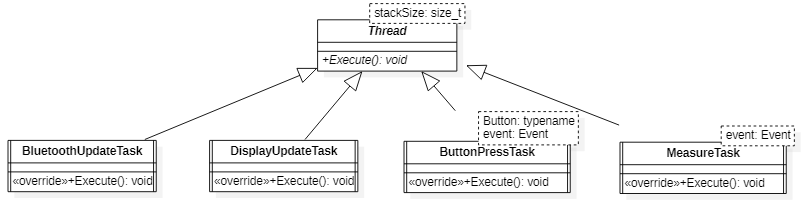 stackSize: size_t
Thread
+Execute(): void
Button: typename
event: Event
event: Event
BluetoothUpdateTask
DisplayUpdateTask
ButtonPressTask
MeasureTask
«override»+Execute(): void
«override»+Execute(): void
«override»+Execute(): void
«override»+Execute(): void